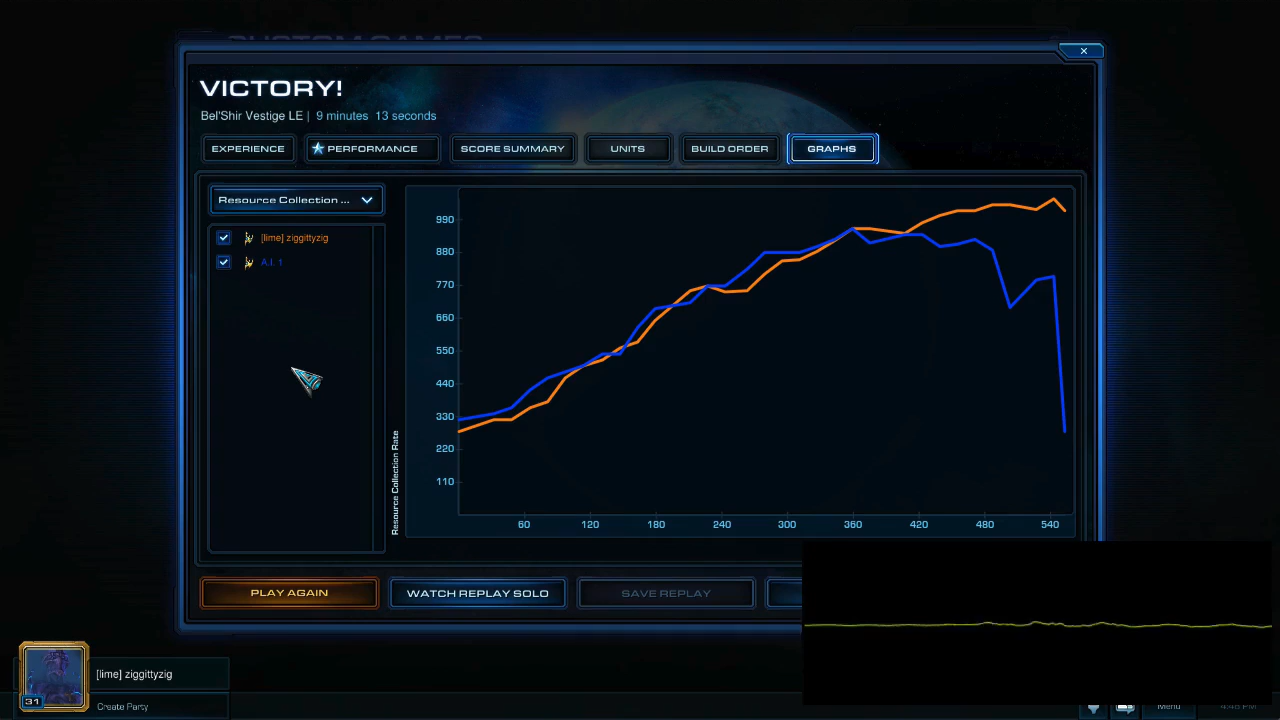 VICTORY!
Bel'Shir Vestige LE | 9 minutes 13 seconds
EXPERIENCE
PERFORMANCE
SCORE SUMMARY
UNITS
BUILD ORDER
GRAPHS
Resource Collection ...
[lime] ziggittyzig
A.I. 1
990
880
770
660
550
440
330
220
110
Resource Collection Rate
60 120 180 240 300 360 420 480 540
PLAY AGAIN
WATCH REPLAY SOLO
SAVE REPLAY
[lime] ziggittyzig
31
Create Party
Menu